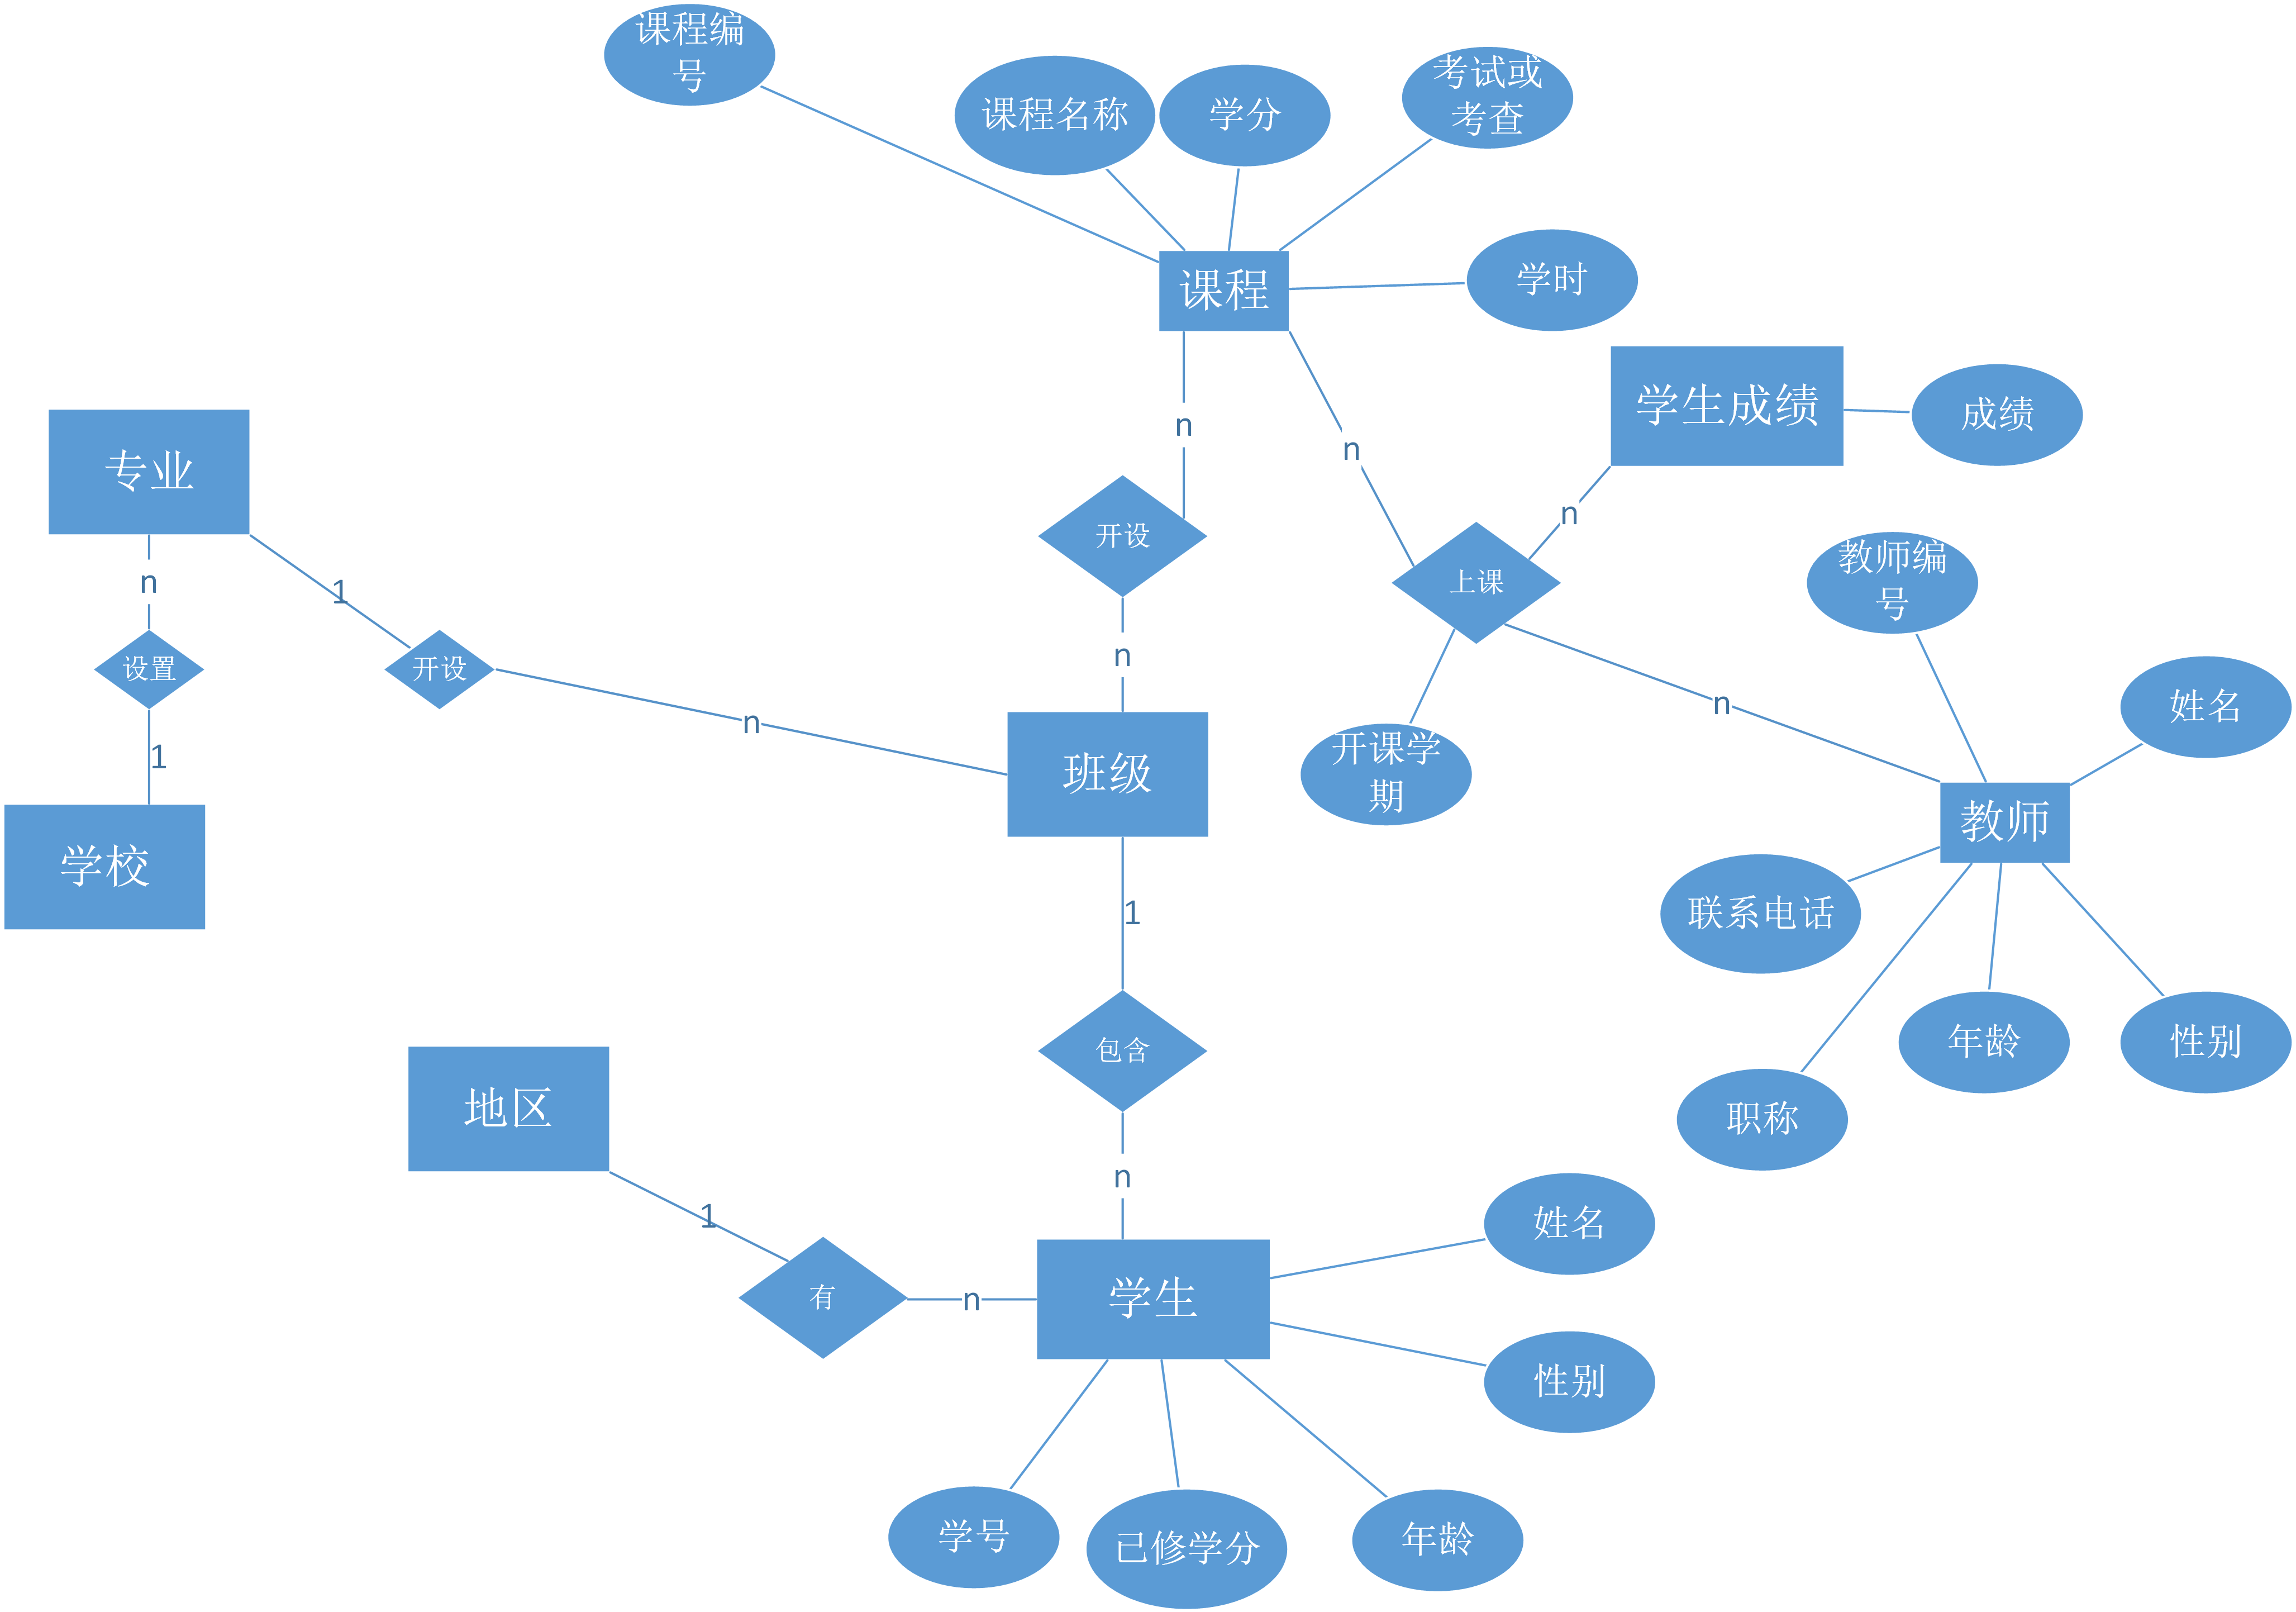 课程编
号
课程名称
学分
考试或
考查
课程
学时
学生成绩
成绩
n
n
专业
n
开设
上课
教师编
号
n
1
设置
开设
n
n
姓名
n
1
班级
开课学
期
教师
学校
1
联系电话
包含
年龄
性别
地区
职称
n
1
姓名
有
n
学生
性别
学号
已修学分
年龄